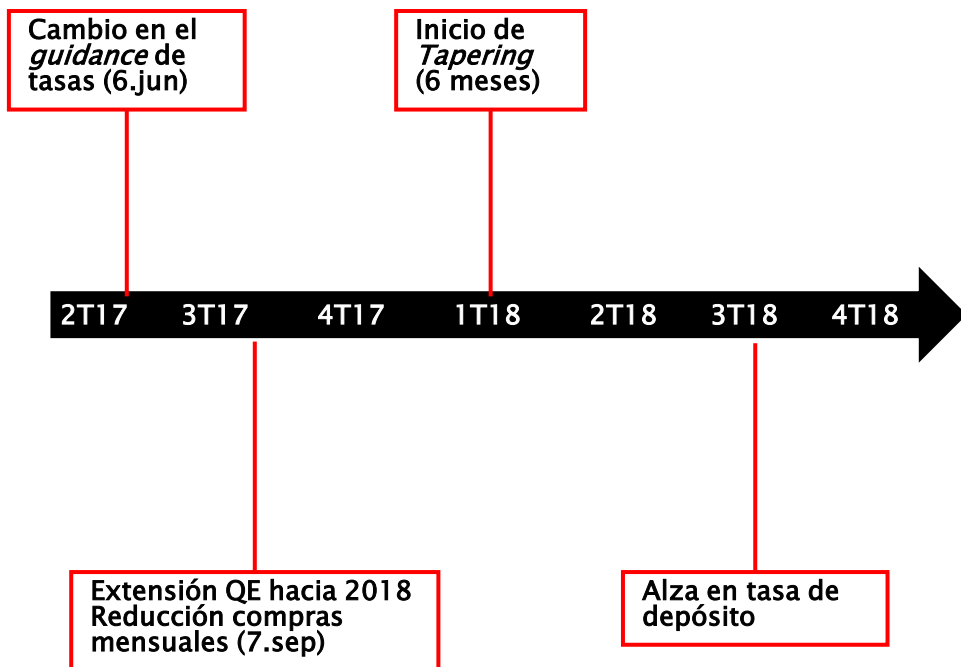 Cambio en el
guidance de
tasas (6.jun)
Inicio de
Tapering
(6 meses)
2T17 3T17 4T17 1T18 2T18 3T18 4T18
Extensión QE hacia 2018
Reducción compras
mensuales (7.sep)
Alza en tasa de
depósito